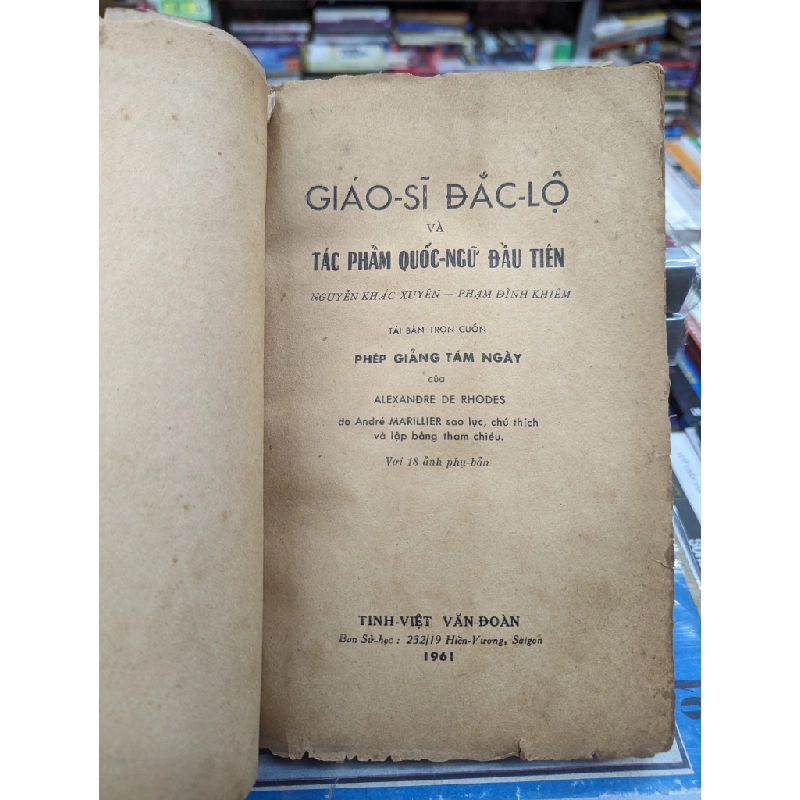 GIÁO-SĨ ĐẮC-LỘ
VÀ
TÁC PHẦM QUỐC-NGỮ ĐẦU TIÊN
NGUYỄN KHẮC XUYÊN — PHẠM ĐÌNH KHIÊM
TÁI BẢN TRỌN CUỐN
PHÉP GIẢNG TÁM NGÀY
của
ALEXANDRE DE RHODES
do André MARILLIER sao lục, chú thích
và lập bảng tham chiếu.
Với 18 ảnh phụ-bản
TINH-VIỆT VĂN-ĐOÀN
Ban Sử-học : 232/19 Hiền-Vương, Saigon
1961